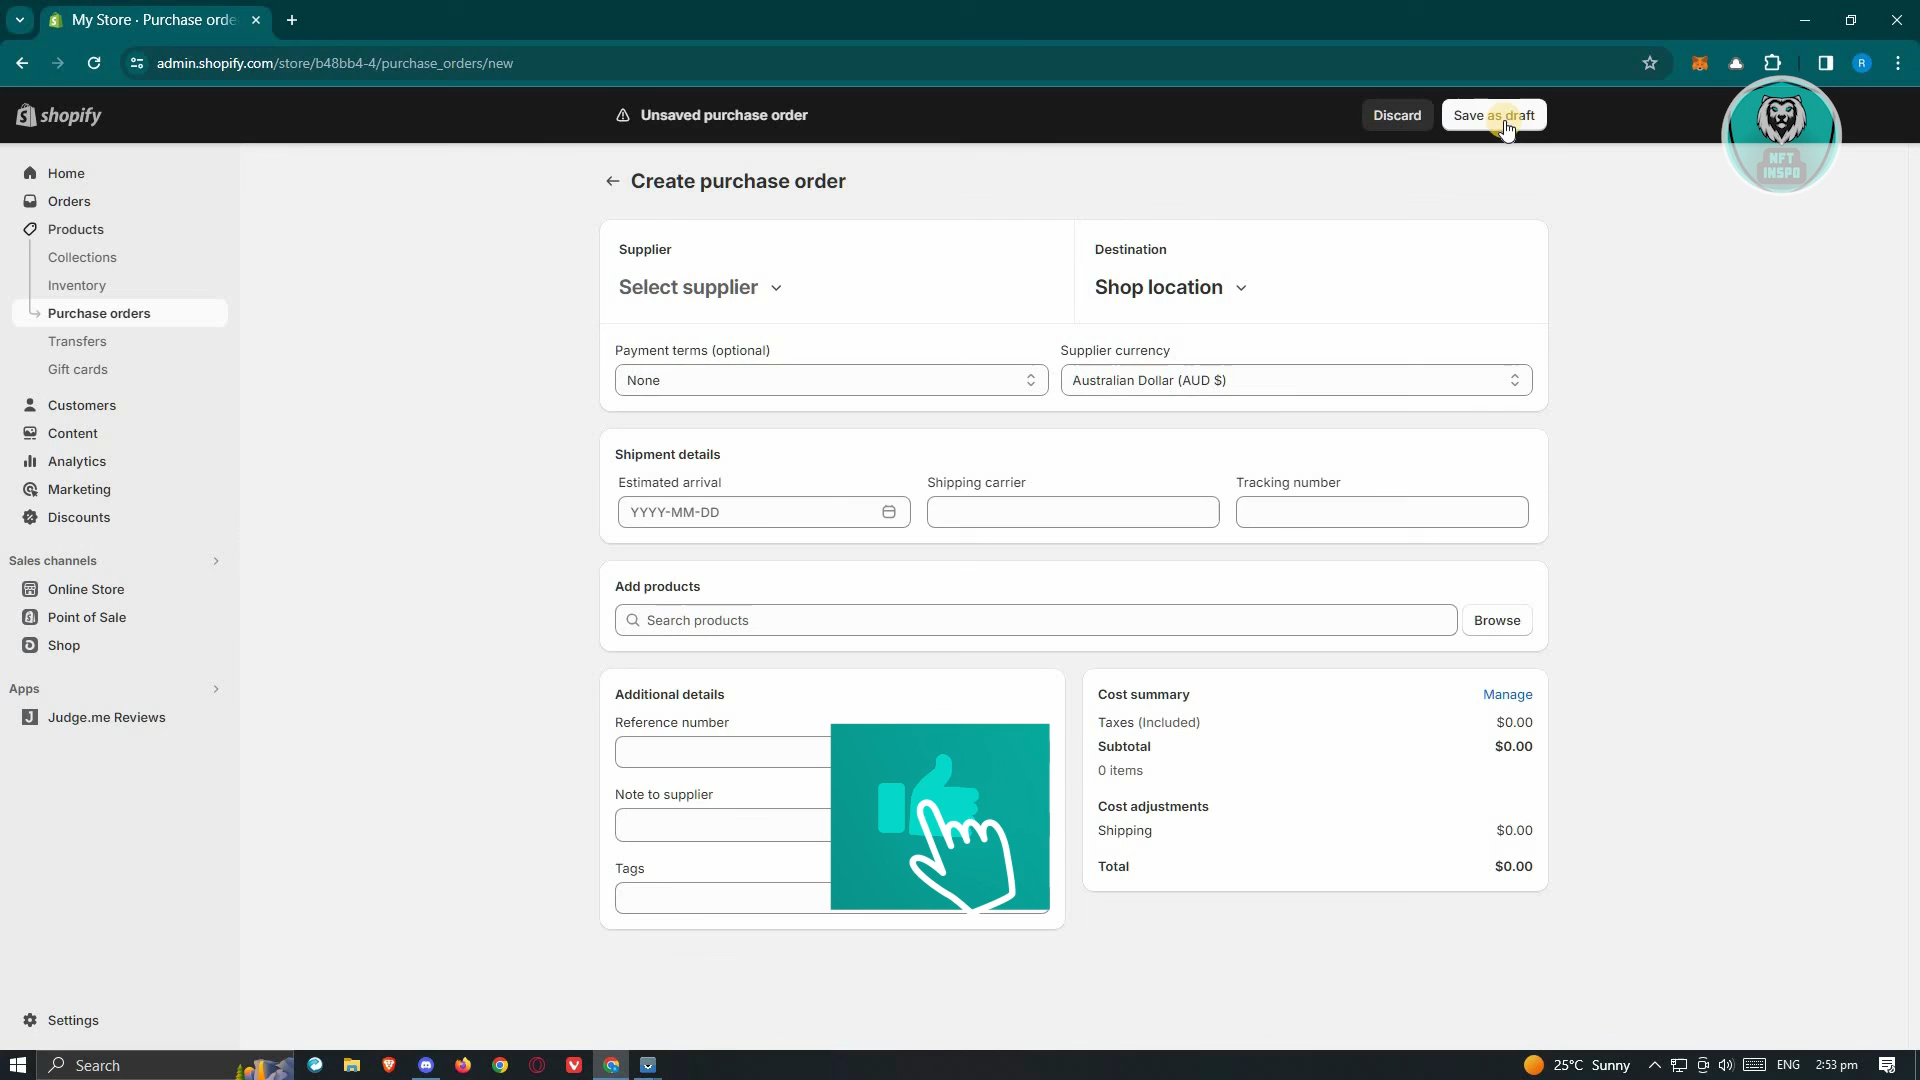 My Store · Purchase orde
admin.shopify.com/store/b48bb4-4/purchase_orders/new
R
shopify
Unsaved purchase order
Discard
Save as draft
NFT
INSPO
Home
Orders
Products
Collections
Inventory
Purchase orders
Transfers
Gift cards
Customers
Content
Analytics
Marketing
Discounts
Sales channels
Online Store
Point of Sale
Shop
Apps
J Judge.me Reviews
Settings
Create purchase order
Supplier
Select supplier
Destination
Shop location
Payment terms (optional)
None
Supplier currency
Australian Dollar (AUD $)
Shipment details
Estimated arrival
YYYY-MM-DD
Shipping carrier
Tracking number
Add products
Search products
Browse
Additional details
Reference number
Note to supplier
Tags
Cost summary
Manage
Taxes (Included) $0.00
Subtotal $0.00
0 items
Cost adjustments
Shipping $0.00
Total $0.00
Search
25°C Sunny
ENG
2:53 pm